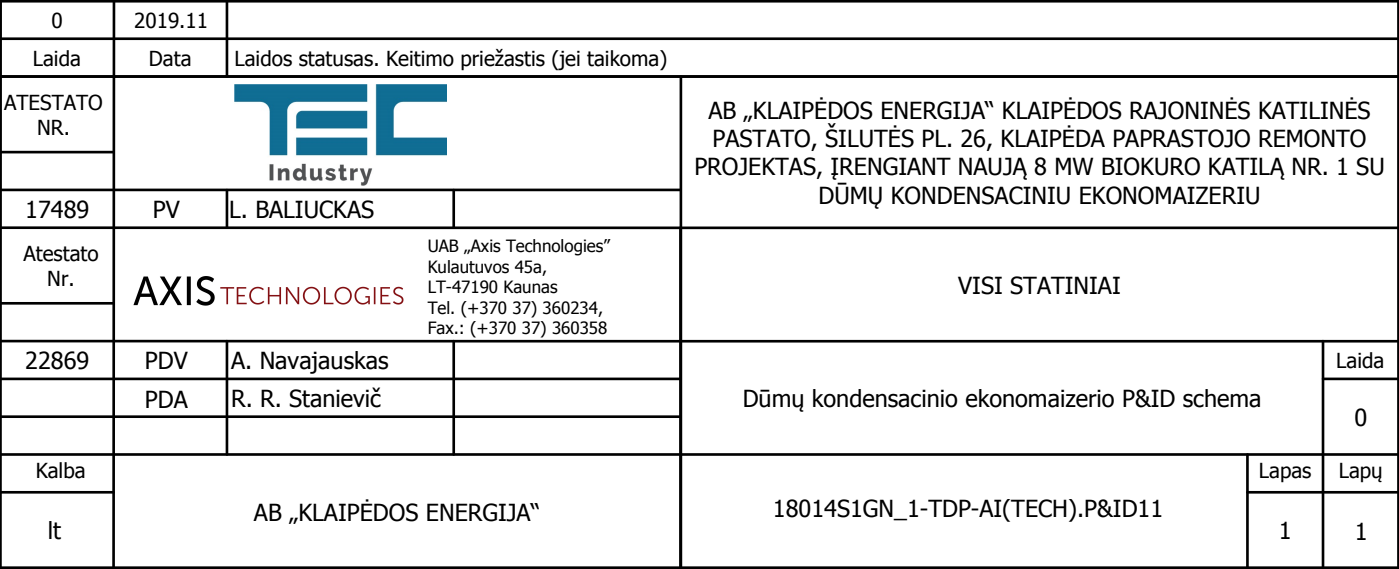 0 2019.11
Laida Data Laidos statusas. Keitimo priežastis (jei taikoma)
ATESTATO
NR.
TEC
Industry
AB „KLAIPĖDOS ENERGIJA“ KLAIPĖDOS RAJONINĖS KATILINĖS
PASTATO, ŠILUTĖS PL. 26, KLAIPĖDA PAPRASTOJO REMONTO
PROJEKTAS, ĮRENGIANT NAUJĄ 8 MW BIOKURO KATILĄ NR. 1 SU
DŪMŲ KONDENSACINIU EKONOMAIZERIU
17489 PV L. BALIUCKAS
Atestato
Nr.
AXIS TECHNOLOGIES
UAB „Axis Technologies”
Kulautuvos 45a,
LT-47190 Kaunas
Tel. (+370 37) 360234,
Fax.: (+370 37) 360358
VISI STATINIAI
22869 PDV A. Navajauskas
PDA R. R. Stanievič
Dūmų kondensacinio ekonomaizerio P&ID schema
Laida
0
Kalba
lt
AB „KLAIPĖDOS ENERGIJA“
18014S1GN_1-TDP-AI(TECH).P&ID11
Lapas Lapų
1 1